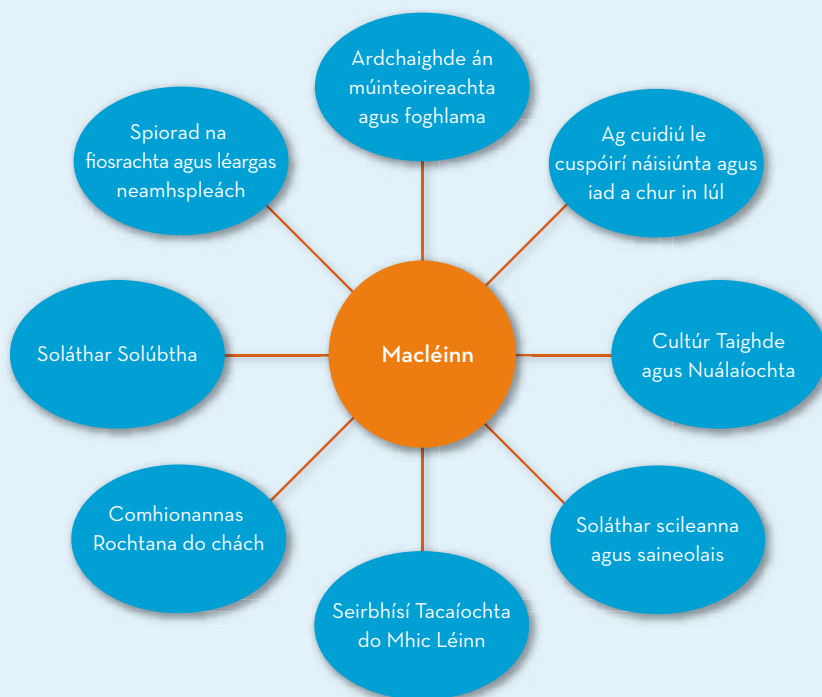 Ardchaighde án
múinteoireachta
agus foghlama
Spiorad na
fiosrachta agus léargas
neamhspleách
Ag cuidiú le
cuspóirí náisiúnta agus
iad a chur in Iúl
Soláthar Solúbtha
Macléinn
Cultúr Taighde
agus Nuálaíochta
Comhionannas
Rochtana do chách
Soláthar scileanna
agus saineolais
Seirbhísí Tacaíochta
do Mhic Léinn